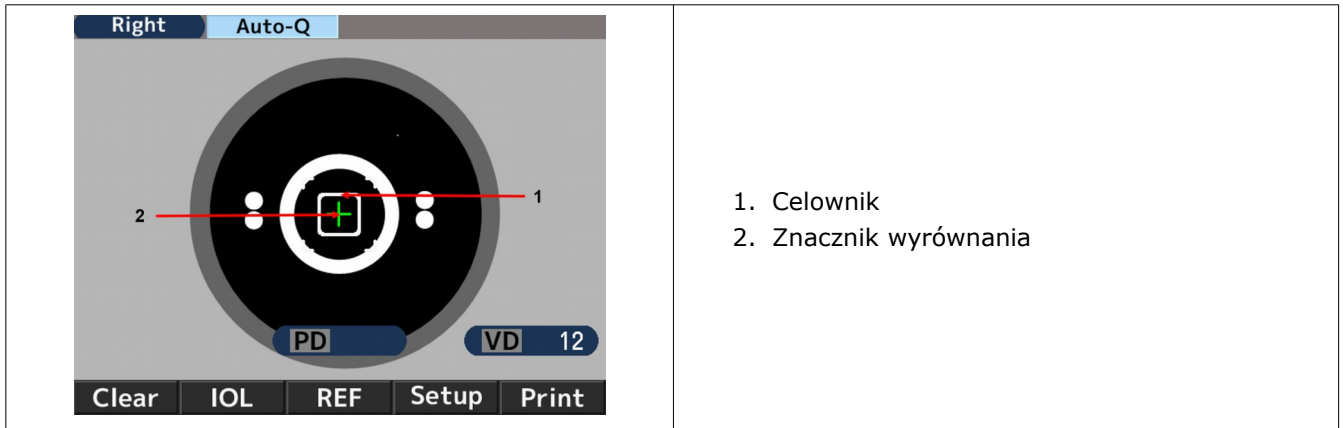 Right Auto-Q
1
2
PD VD 12
Clear IOL REF Setup Print
1. Celownik
2. Znacznik wyrównania